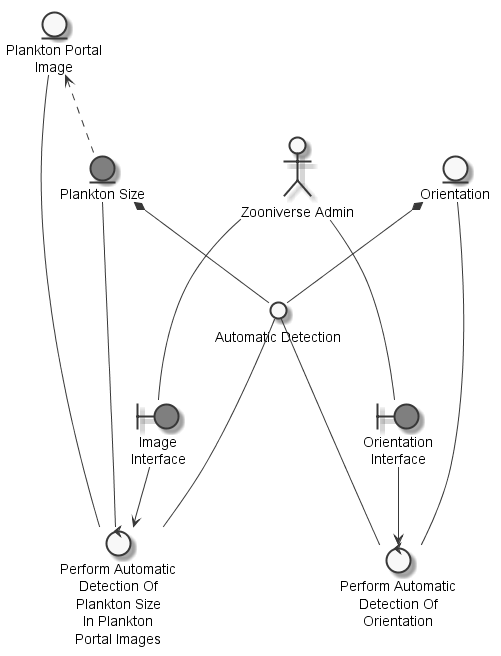 Plankton Portal
Image
Plankton Size
Zooniverse Admin
Orientation
Automatic Detection
Image
Interface
Orientation
Interface
Perform Automatic
Detection Of
Plankton Size
In Plankton
Portal Images
Perform Automatic
Detection Of
Orientation